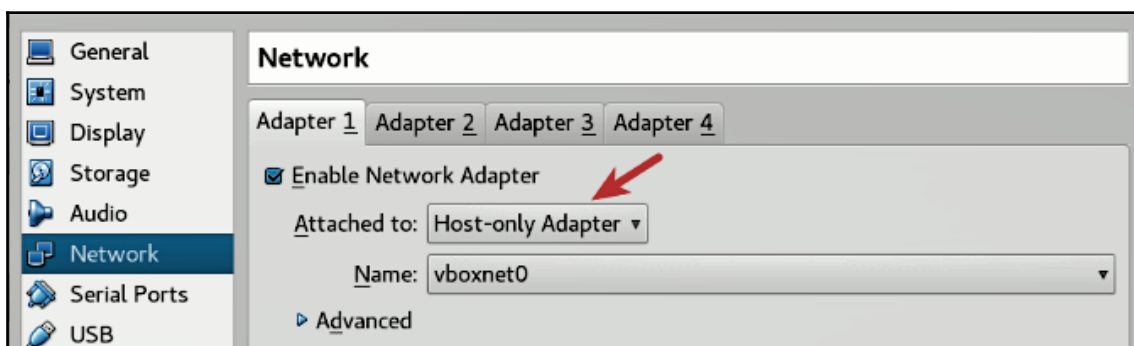 General
System
Display
Storage
Audio
Network
Serial Ports
USB
Network
Adapter 1 Adapter 2 Adapter 3 Adapter 4
Enable Network Adapter
Attached to: Host-only Adapter
Name: vboxnet0
Advanced